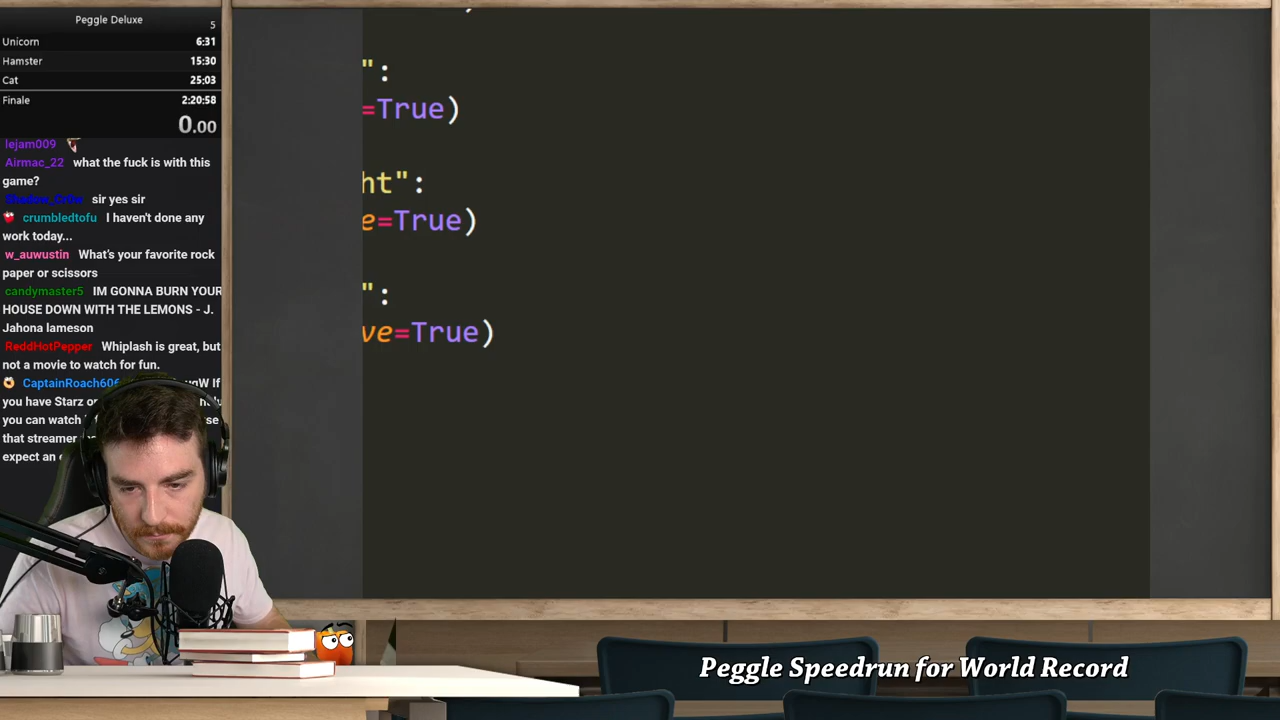 Peggle Deluxe
5
Unicorn 6:31
Hamster 15:30
Cat 25:03
Finale 2:20:58
0.00
lejam009
Airmac_22 what the fuck is with this
game?
sir yes sir
crumbledtofu I haven't done any
work today...
w_auwustin What's your favorite rock
paper or scissors
candymaster5 IM GONNA BURN YOUR
HOUSE DOWN WITH THE LEMONS - J.
Jahona lameson
ReddHotPepper Whiplash is great, but
not a movie to watch for fun.
CaptainRoach606 If
you have Starz
you can watch
that streamer
expect an
":
=True)
ht":
e=True)
":
ve=True)
Peggle Speedrun for World Record